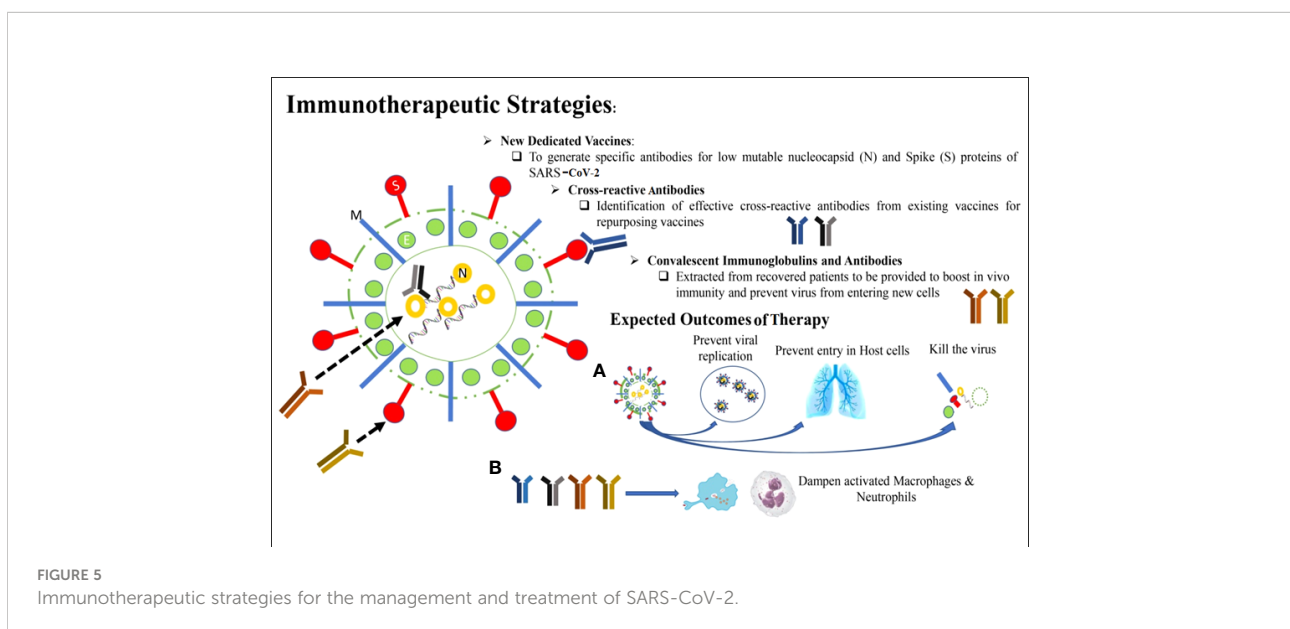 Immunotherapeutic Strategies:
➢ New Dedicated Vaccines:
❑ To generate specific antibodies for low mutable nucleocapsid (N) and Spike (S) proteins of
SARS-CoV-2
➢ Cross-reactive Antibodies
❑ Identification of effective cross-reactive antibodies from existing vaccines for
repurposing vaccines
➢ Convalescent Immunoglobulins and Antibodies
❑ Extracted from recovered patients to be provided to boost in vivo
immunity and prevent virus from entering new cells
S
M
E
N
Expected Outcomes of Therapy
Prevent viral
replication
Prevent entry in Host cells
Kill the virus
A
B
Dampen activated Macrophages &
Neutrophils
FIGURE 5
Immunotherapeutic strategies for the management and treatment of SARS-CoV-2.